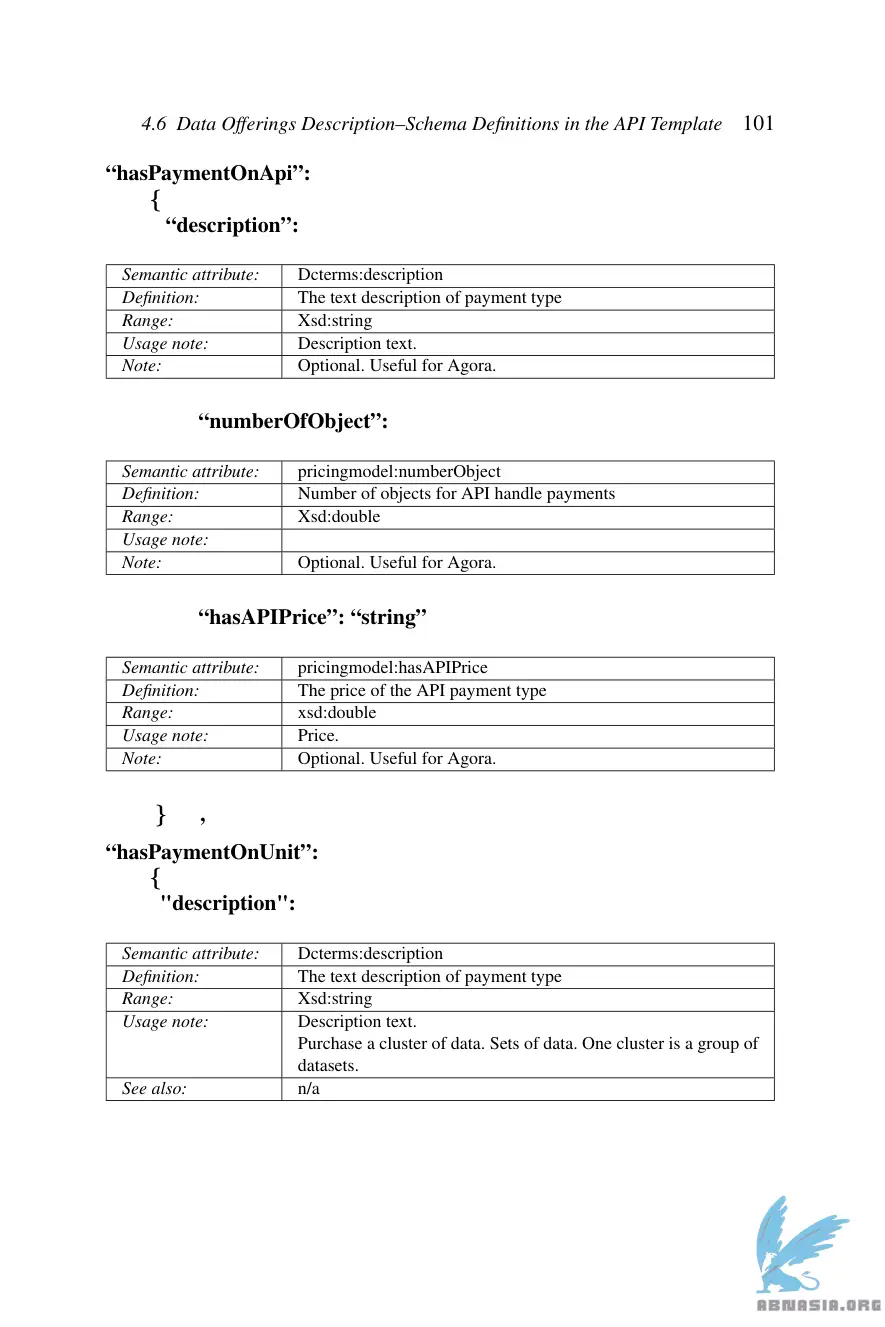 4.6 Data Offerings Description–Schema Definitions in the API Template 101
“hasPaymentOnApi”:
{
“description”:
Semantic attribute: Dcterms:description
Definition: The text description of payment type
Range: Xsd:string
Usage note: Description text.
Note: Optional. Useful for Agora.
“numberOfObject”:
Semantic attribute: pricingmodel:numberObject
Definition: Number of objects for API handle payments
Range: Xsd:double
Usage note:
Note: Optional. Useful for Agora.
“hasAPIPrice”: “string”
Semantic attribute: pricingmodel:hasAPIPrice
Definition: The price of the API payment type
Range: xsd:double
Usage note: Price.
Note: Optional. Useful for Agora.
} ,
“hasPaymentOnUnit”:
{
"description":
Semantic attribute: Dcterms:description
Definition: The text description of payment type
Range: Xsd:string
Usage note: Description text.
Purchase a cluster of data. Sets of data. One cluster is a group of
datasets.
See also: n/a
ABNASIA.ORG